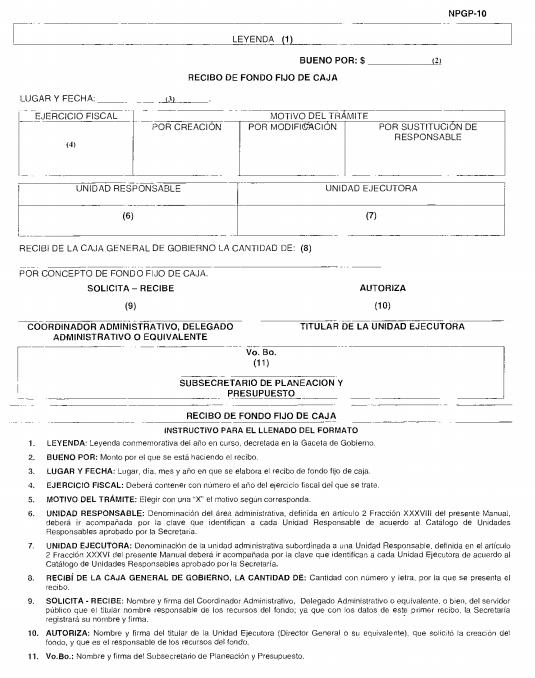 NPGP-10
LEYENDA (1)
BUENO POR: $ ________ (2)
RECIBO DE FONDO FIJO DE CAJA
LUGAR Y FECHA: ______ __ (3) ______.
EJERCICIO FISCAL MOTIVO DEL TRÁMITE
POR CREACIÓN POR MODIFICACIÓN POR SUSTITUCIÓN DE
RESPONSABLE
(4)
UNIDAD RESPONSABLE UNIDAD EJECUTORA
(6) (7)
RECIBÍ DE LA CAJA GENERAL DE GOBIERNO LA CANTIDAD DE: (8)
POR CONCEPTO DE FONDO FIJO DE CAJA.
SOLICITA – RECIBE AUTORIZA
(9) (10)
COORDINADOR ADMINISTRATIVO, DELEGADO TITULAR DE LA UNIDAD EJECUTORA
ADMINISTRATIVO O EQUIVALENTE
Vo. Bo.
(11)
SUBSECRETARIO DE PLANEACION Y
PRESUPUESTO
RECIBO DE FONDO FIJO DE CAJA
INSTRUCTIVO PARA EL LLENADO DEL FORMATO
1. LEYENDA: Leyenda conmemorativa del año en curso, decretada en la Gaceta de Gobierno.
2. BUENO POR: Monto por el que se está haciendo el recibo.
3. LUGAR Y FECHA: Lugar, día, mes y año en que se elabora el recibo de fondo fijo de caja.
4. EJERCICIO FISCAL: Deberá contener con número el año del ejercicio fiscal del que se trate.
5. MOTIVO DEL TRÁMITE: Elegir con una "X" el motivo según corresponda.
6. UNIDAD RESPONSABLE: Denominación del área administrativa, definida en artículo 2 Fracción XXXVIII del presente Manual,
deberá ir acompañada por la clave que identifican a cada Unidad Responsable de acuerdo al Catálogo de Unidades
Responsables aprobado por la Secretaría.
7. UNIDAD EJECUTORA: Denominación de la unidad administrativa subordinada a una Unidad Responsable, definida en el artículo
2 Fracción XXXVI del presente Manual deberá ir acompañada por la clave que identifican a cada Unidad Ejecutora de acuerdo al
Catálogo de Unidades Responsables aprobado por la Secretaría.
8. RECIBÍ DE LA CAJA GENERAL DE GOBIERNO, LA CANTIDAD DE: Cantidad con número y letra, por la que se presenta el
recibo.
9. SOLICITA - RECIBE: Nombre y firma del Coordinador Administrativo, Delegado Administrativo o equivalente, o bien, del servidor
público que el titular nombre responsable de los recursos del fondo; ya que con los datos de este primer recibo, la Secretaría
registrará su nombre y firma.
10. AUTORIZA: Nombre y firma del titular de la Unidad Ejecutora (Director General o su equivalente), que solicitó la creación del
fondo, y que es el responsable de los recursos del fondo.
11. Vo.Bo.: Nombre y firma del Subsecretario de Planeación y Presupuesto.